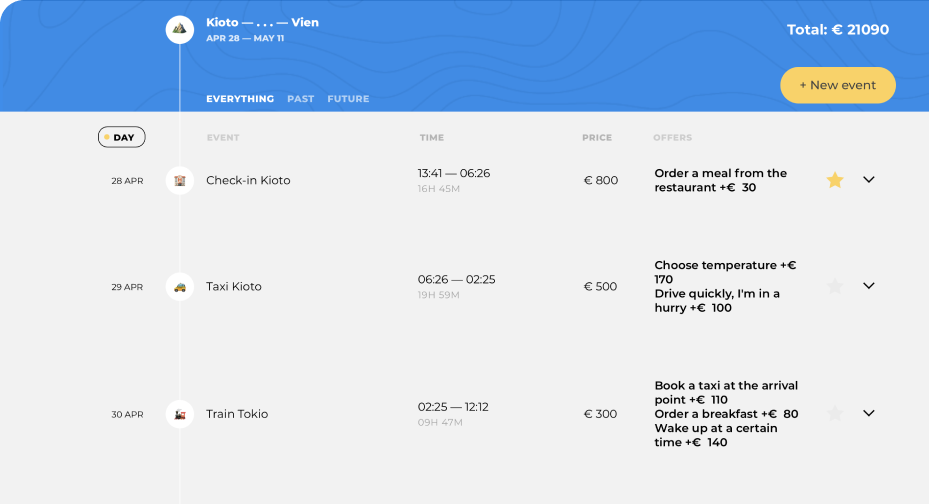 Kioto — . . . — Vien
Total: € 21090
APR 28 — MAY 11
+ New event
EVERYTHING PAST FUTURE
DAY EVENT TIME PRICE OFFERS
28 APR
Check-in Kioto
13:41 — 06:26
16H 45M
€ 800
Order a meal from the
restaurant +€ 30
29 APR
Taxi Kioto
06:26 — 02:25
19H 59M
€ 500
Choose temperature +€
170
Drive quickly, I'm in a
hurry +€ 100
30 APR
Train Tokio
02:25 — 12:12
09H 47M
€ 300
Book a taxi at the arrival
point +€ 110
Order a breakfast +€ 80
Wake up at a certain
time +€ 140